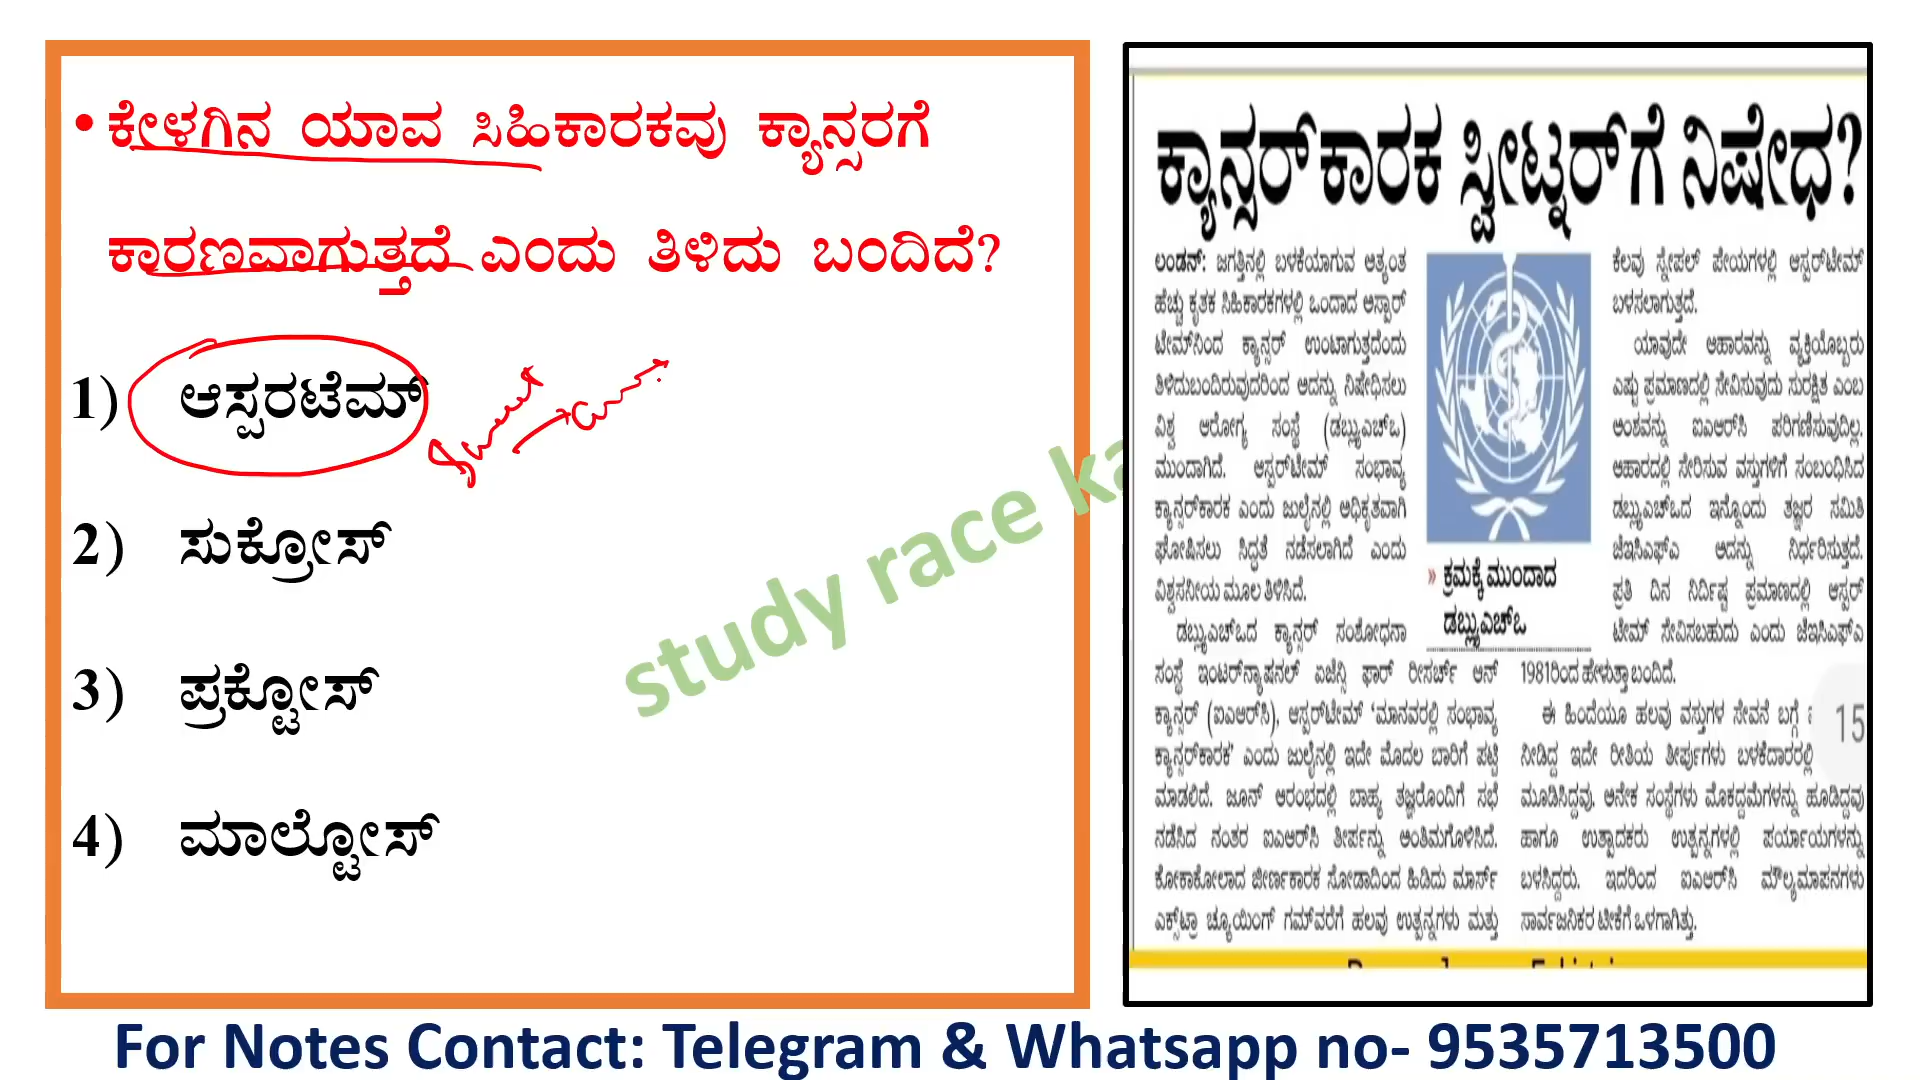 • ಕೇಳಗಿನ ಯಾವ ಸಿಹಿಕಾರಕವು ಕ್ಯಾನ್ಸರಗೆ
ಕಾರಣವಾಗುತ್ತದೆ ಎಂದು ತಿಳಿದು ಬಂದಿದೆ?
1) ಆಸ್ಪರಟೆಮ್
2) ಸುಕ್ರೋಸ್
3) ಪ್ರಕ್ಟೋಸ್
4) ಮಾಲ್ಟೋಸ್
study race ka
ಕ್ಯಾನ್ಸರ್‌ಕಾರಕ ಸ್ವೀಟ್ನರ್‌ಗೆ ನಿಷೇಧ?
ಲಂಡನ್: ಜಗತ್ತಿನಲ್ಲಿ ಬಳಕೆಯಾಗುವ ಅತ್ಯಂತ
ಹೆಚ್ಚು ಕೃತಕ ಸಿಹಿಕಾರಕಗಳಲ್ಲಿ ಒಂದಾದ ಆಸ್ಪಾರ್
ಟೇಮ್‌ನಿಂದ ಕ್ಯಾನ್ಸರ್ ಉಂಟಾಗುತ್ತದೆಂದು
ತಿಳಿದುಬಂದಿರುವುದರಿಂದ ಅದನ್ನು ನಿಷೇಧಿಸಲು
ವಿಶ್ವ ಆರೋಗ್ಯ ಸಂಸ್ಥೆ (ಡಬ್ಲ್ಯುಎಚ್‌ಒ)
ಮುಂದಾಗಿದೆ. ಆಸ್ಪರ್‌ಟೇಮ್ ಸಂಭಾವ್ಯ
ಕ್ಯಾನ್ಸರ್‌ಕಾರಕ ಎಂದು ಜುಲೈನಲ್ಲಿ ಅಧಿಕೃತವಾಗಿ
ಘೋಷಿಸಲು ಸಿದ್ಧತೆ ನಡೆಸಲಾಗಿದೆ ಎಂದು
ವಿಶ್ವಸನೀಯ ಮೂಲ ತಿಳಿಸಿದೆ.
ಡಬ್ಲ್ಯುಎಚ್‌ಒದ ಕ್ಯಾನ್ಸರ್ ಸಂಶೋಧನಾ
ಸಂಸ್ಥೆ ಇಂಟರ್‌ನ್ಯಾಷನಲ್ ಏಜೆನ್ಸಿ ಫಾರ್ ರೀಸರ್ಚ್ ಆನ್
ಕ್ಯಾನ್ಸರ್ (ಐಎಆರ್‌ಸಿ), ಆಸ್ಪರ್‌ಟೇಮ್ ‘ಮಾನವರಲ್ಲಿ ಸಂಭಾವ್ಯ
ಕ್ಯಾನ್ಸರ್‌ಕಾರಕ’ ಎಂದು ಜುಲೈನಲ್ಲಿ ಇದೇ ಮೊದಲ ಬಾರಿಗೆ ಪಟ್ಟಿ
ಮಾಡಲಿದೆ. ಜೂನ್ ಆರಂಭದಲ್ಲಿ ಬಾಹ್ಯ ತಜ್ಞರೊಂದಿಗೆ ಸಭೆ
ನಡೆಸಿದ ನಂತರ ಐಎಆರ್‌ಸಿ ತೀರ್ಪನ್ನು ಅಂತಿಮಗೊಳಿಸಿದೆ.
ಕೋಕಾಕೋಲಾದ ಜೀರ್ಣಕಾರಕ ಸೋಡಾದಿಂದ ಹಿಡಿದು ಮಾರ್ಸ್
ಎಕ್ಸ್‌ಟ್ರಾ ಚ್ಯೂಯಿಂಗ್ ಗಮ್‌ವರೆಗೆ ಹಲವು ಉತ್ಪನ್ನಗಳು ಮತ್ತು
» ಕ್ರಮಕ್ಕೆ ಮುಂದಾದ
ಡಬ್ಲ್ಯುಎಚ್‌ಒ
ಕೆಲವು ಸ್ನೇಪಲ್ ಪೇಯಗಳಲ್ಲಿ ಆಸ್ಪರ್‌ಟೇಮ್
ಬಳಸಲಾಗುತ್ತದೆ.
ಯಾವುದೇ ಆಹಾರವನ್ನು ವ್ಯಕ್ತಿಯೊಬ್ಬರು
ಎಷ್ಟು ಪ್ರಮಾಣದಲ್ಲಿ ಸೇವಿಸುವುದು ಸುರಕ್ಷಿತ ಎಂಬ
ಅಂಶವನ್ನು ಐಎಆರ್‌ಸಿ ಪರಿಗಣಿಸುವುದಿಲ್ಲ.
ಆಹಾರದಲ್ಲಿ ಸೇರಿಸುವ ವಸ್ತುಗಳಿಗೆ ಸಂಬಂಧಿಸಿದ
ಡಬ್ಲ್ಯುಎಚ್‌ಒದ ಇನ್ನೊಂದು ತಜ್ಞರ ಸಮಿತಿ
ಜೆಇಸಿಎಫ್‌ಎ ಅದನ್ನು ನಿರ್ಧರಿಸುತ್ತದೆ.
ಪ್ರತಿ ದಿನ ನಿರ್ದಿಷ್ಟ ಪ್ರಮಾಣದಲ್ಲಿ ಆಸ್ಪರ್
ಟೇಮ್ ಸೇವಿಸಬಹುದು ಎಂದು ಜೆಇಸಿಎಫ್‌ಎ
1981ರಿಂದ ಹೇಳುತ್ತಾ ಬಂದಿದೆ.
ಈ ಹಿಂದೆಯೂ ಹಲವು ವಸ್ತುಗಳ ಸೇವನೆ ಬಗ್ಗೆ
ನೀಡಿದ್ದ ಇದೇ ರೀತಿಯ ತೀರ್ಪುಗಳು ಬಳಕೆದಾರರಲ್ಲಿ
ಮೂಡಿಸಿದ್ದವು. ಅನೇಕ ಸಂಸ್ಥೆಗಳು ಮೊಕದ್ದಮೆಗಳನ್ನು ಹೂಡಿದ್ದವು
ಹಾಗೂ ಉತ್ಪಾದಕರು ಉತ್ಪನ್ನಗಳಲ್ಲಿ ಪರ್ಯಾಯಗಳನ್ನು
ಬಳಸಿದ್ದರು. ಇದರಿಂದ ಐಎಆರ್‌ಸಿ ಮೌಲ್ಯಮಾಪನಗಳು
ಸಾರ್ವಜನಿಕರ ಟೀಕೆಗೆ ಒಳಗಾಗಿತ್ತು.
15
For Notes Contact: Telegram & Whatsapp no- 9535713500